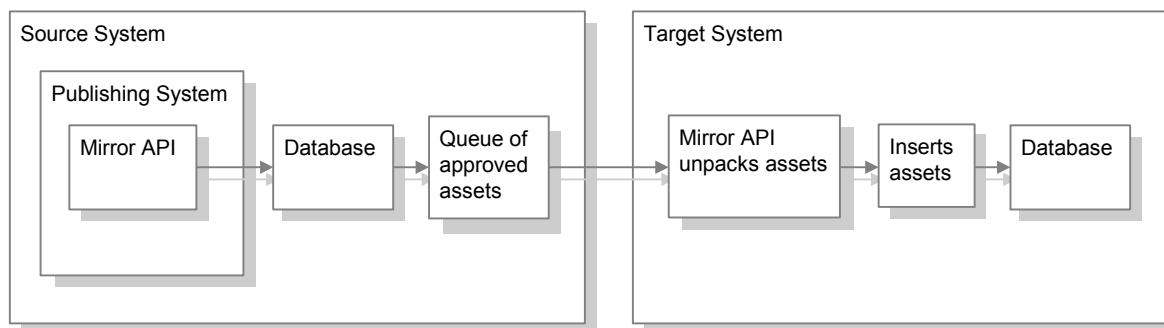 Source System
Publishing System
Mirror API
Database
Queue of
approved
assets
Target System
Mirror API
unpacks assets
Inserts
assets
Database